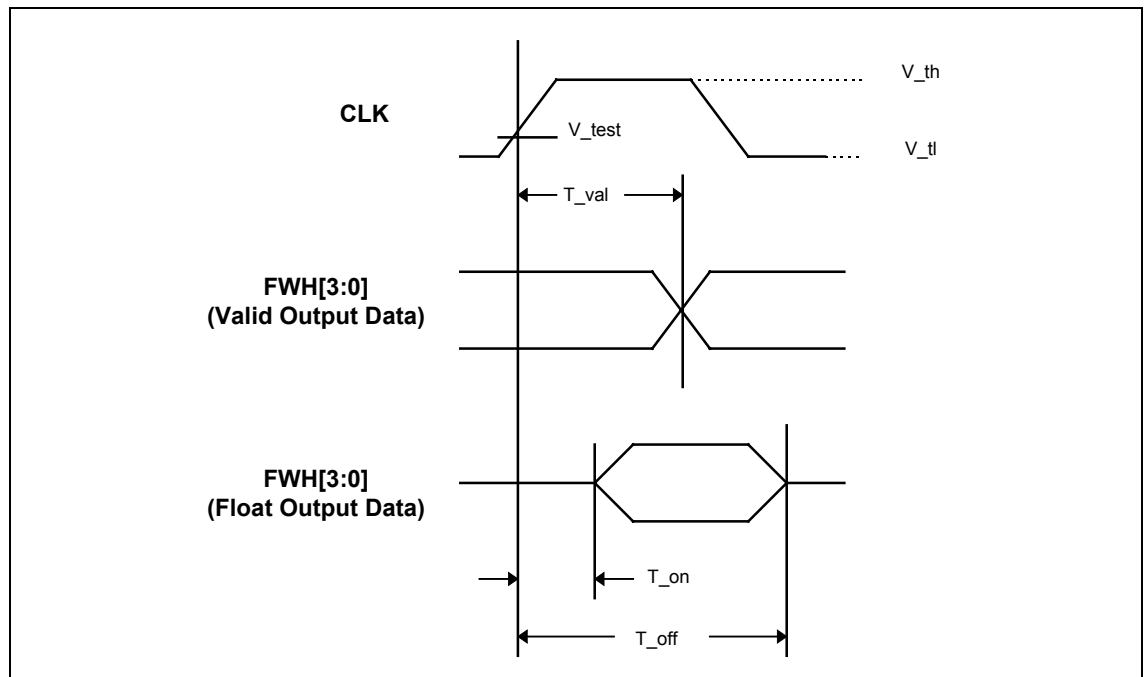 V_th
CLK
V_test
V_tl
T_val
FWH[3:0]
(Valid Output Data)
FWH[3:0]
(Float Output Data)
T_on
T_off